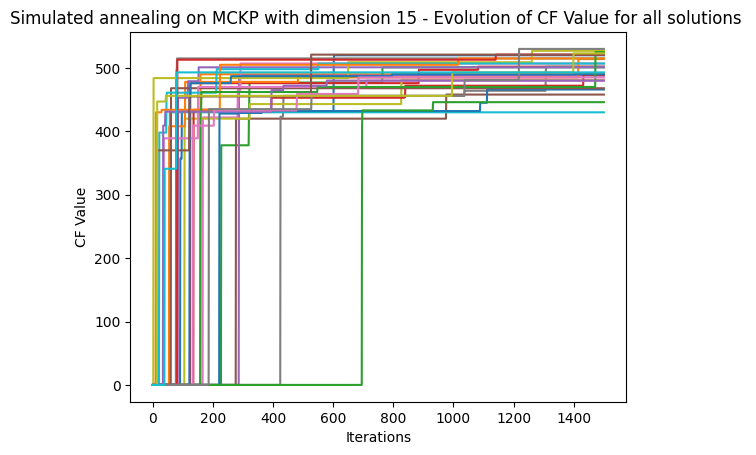 Simulated annealing on MCKP with dimension 15 - Evolution of CF Value for all solutions
500
400
300
200
100
0
CF Value
0 200 400 600 800 1000 1200 1400
Iterations